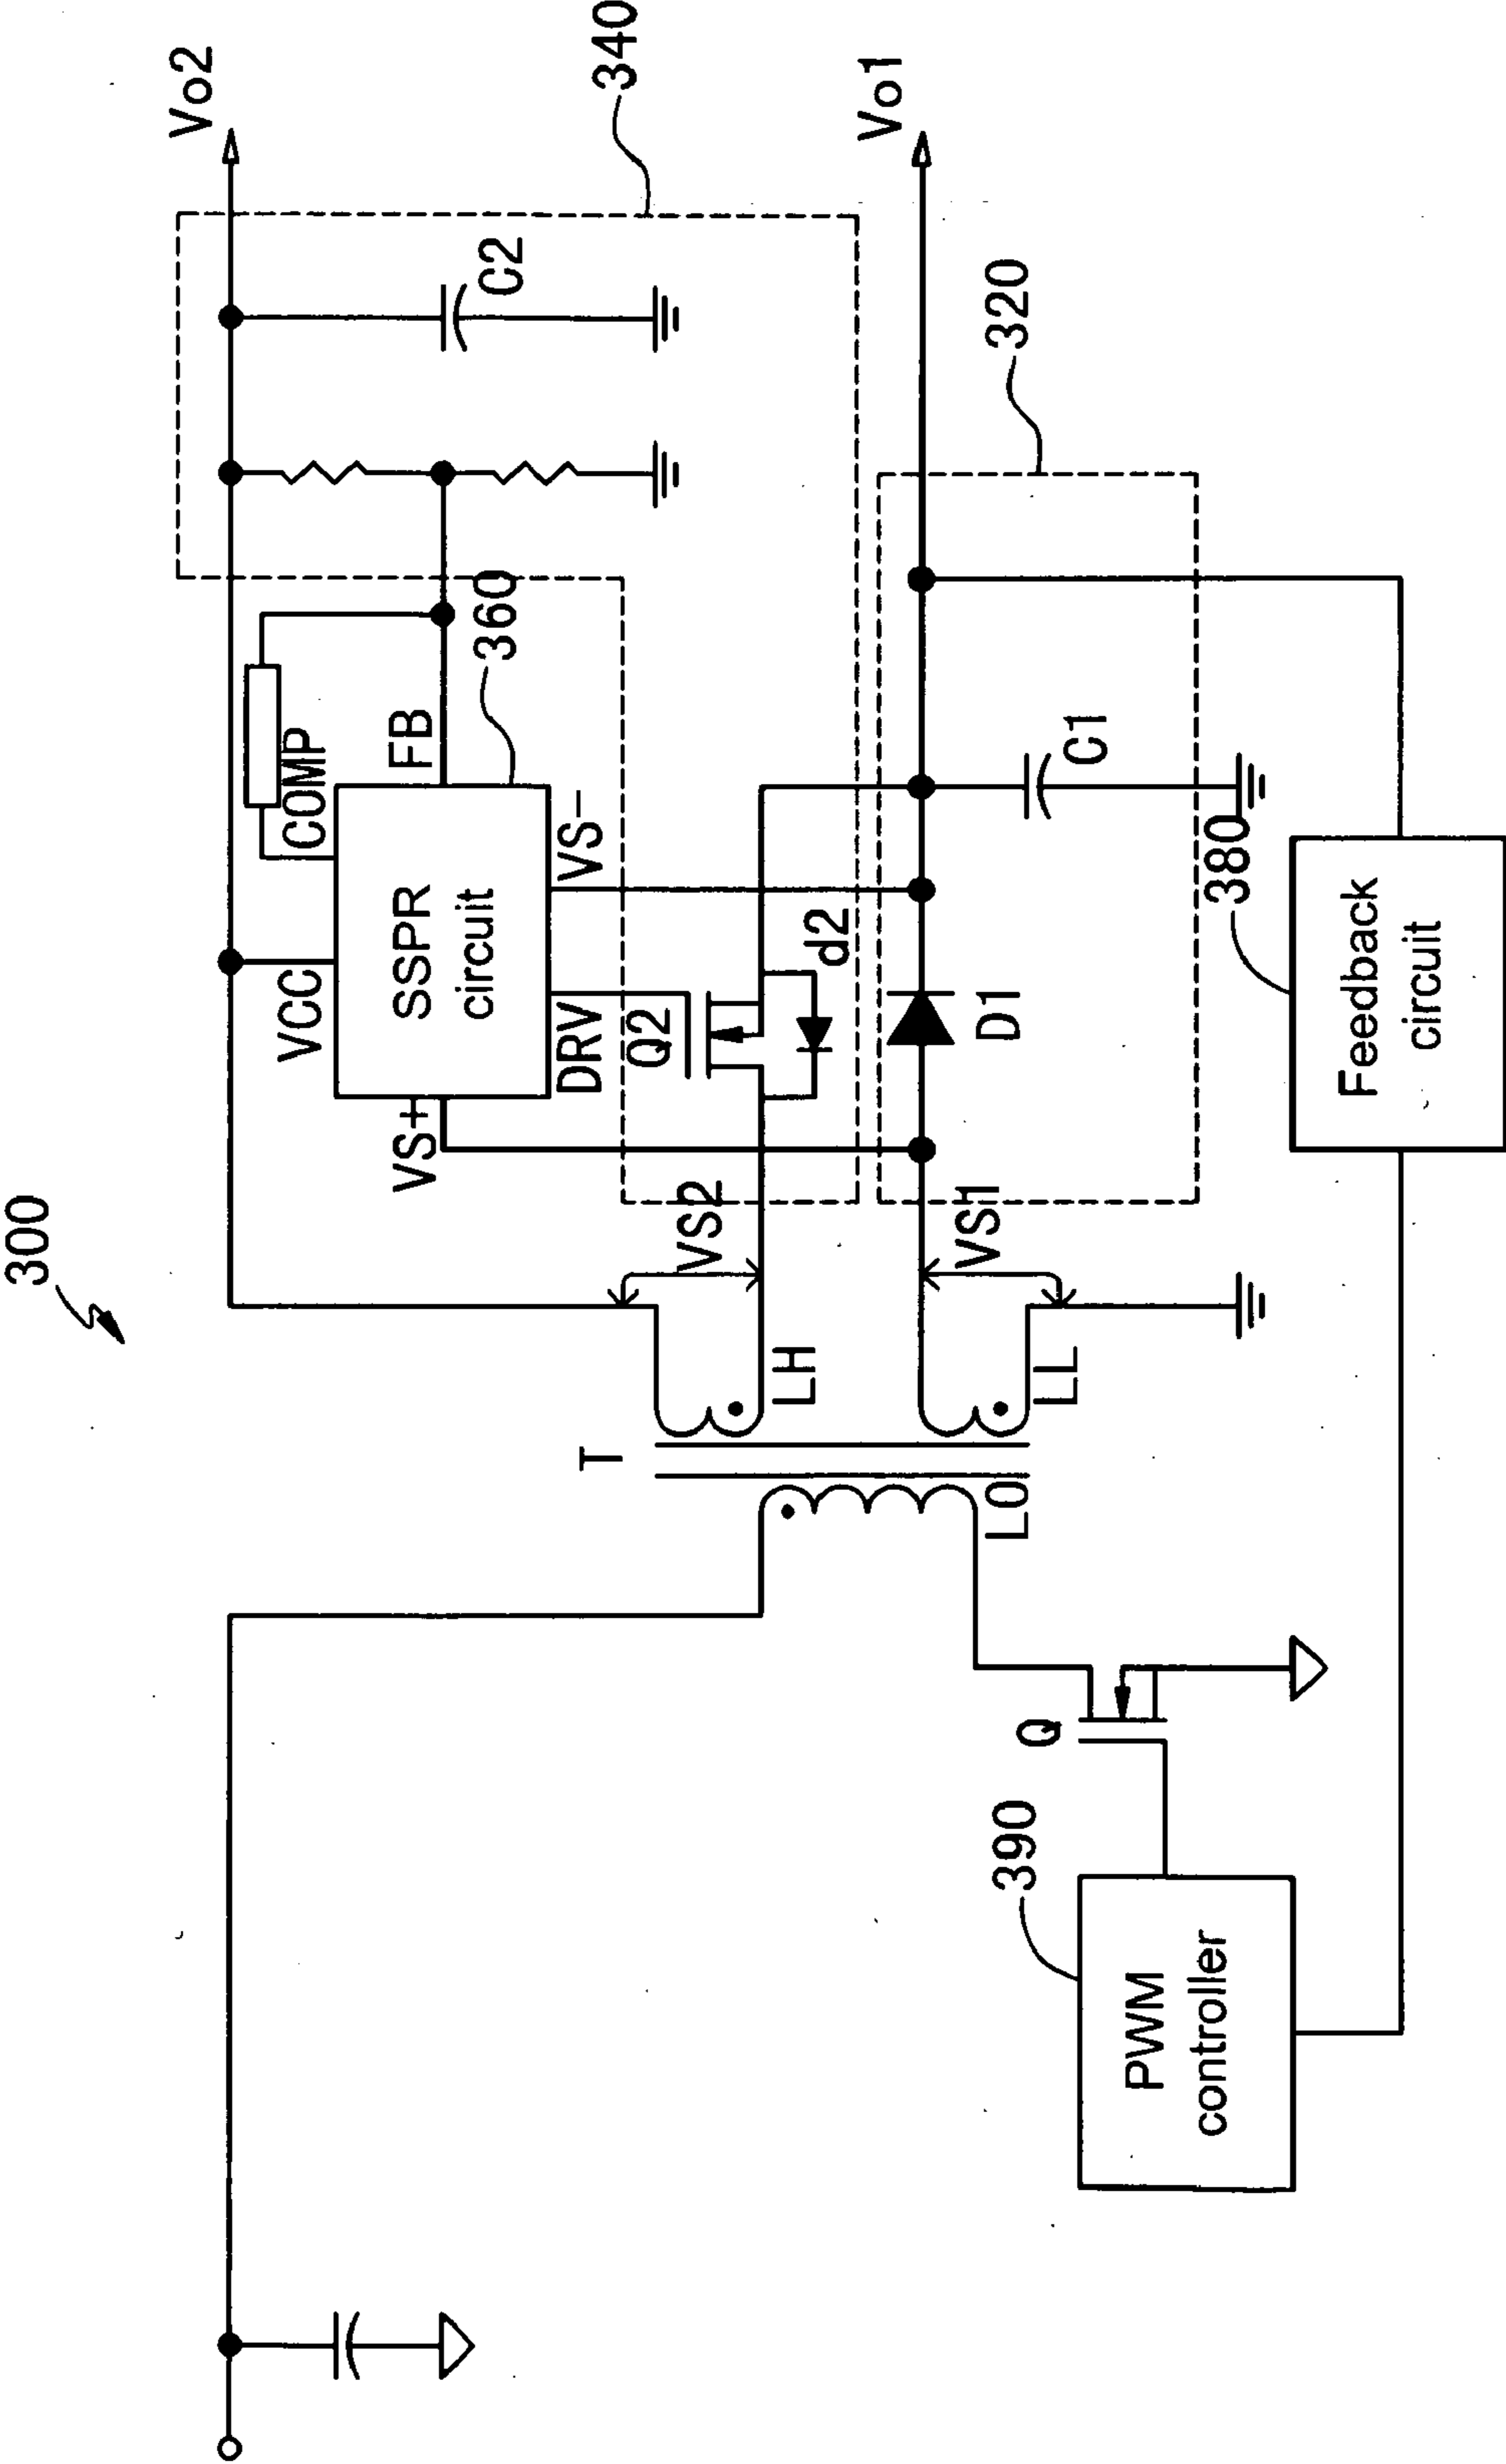 300
Vo2
340
C2
COMP
FB
360
VCC
SSPR
circuit
VS+
VS-
DRV
Q2
d2
VS2
Vo1
320
C1
D1
VS1
T
LH
LL
L0
380
Feedback
circuit
Q
390
PWM
controller